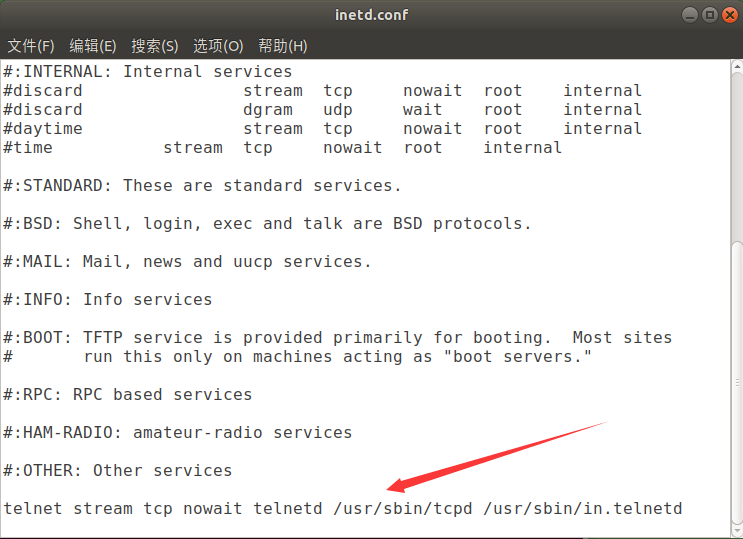 inetd.conf
文件(F) 编辑(E) 搜索(S) 选项(O) 帮助(H)
#:INTERNAL: Internal services
#discard                stream  tcp     nowait  root    internal
#discard                dgram   udp     wait    root    internal
#daytime                stream  tcp     nowait  root    internal
#time           stream  tcp     nowait  root    internal
#:STANDARD: These are standard services.
#:BSD: Shell, login, exec and talk are BSD protocols.
#:MAIL: Mail, news and uucp services.
#:INFO: Info services
#:BOOT: TFTP service is provided primarily for booting.  Most sites
#       run this only on machines acting as "boot servers."
#:RPC: RPC based services
#:HAM-RADIO: amateur-radio services
#:OTHER: Other services
telnet stream tcp nowait telnetd /usr/sbin/tcpd /usr/sbin/in.telnetd